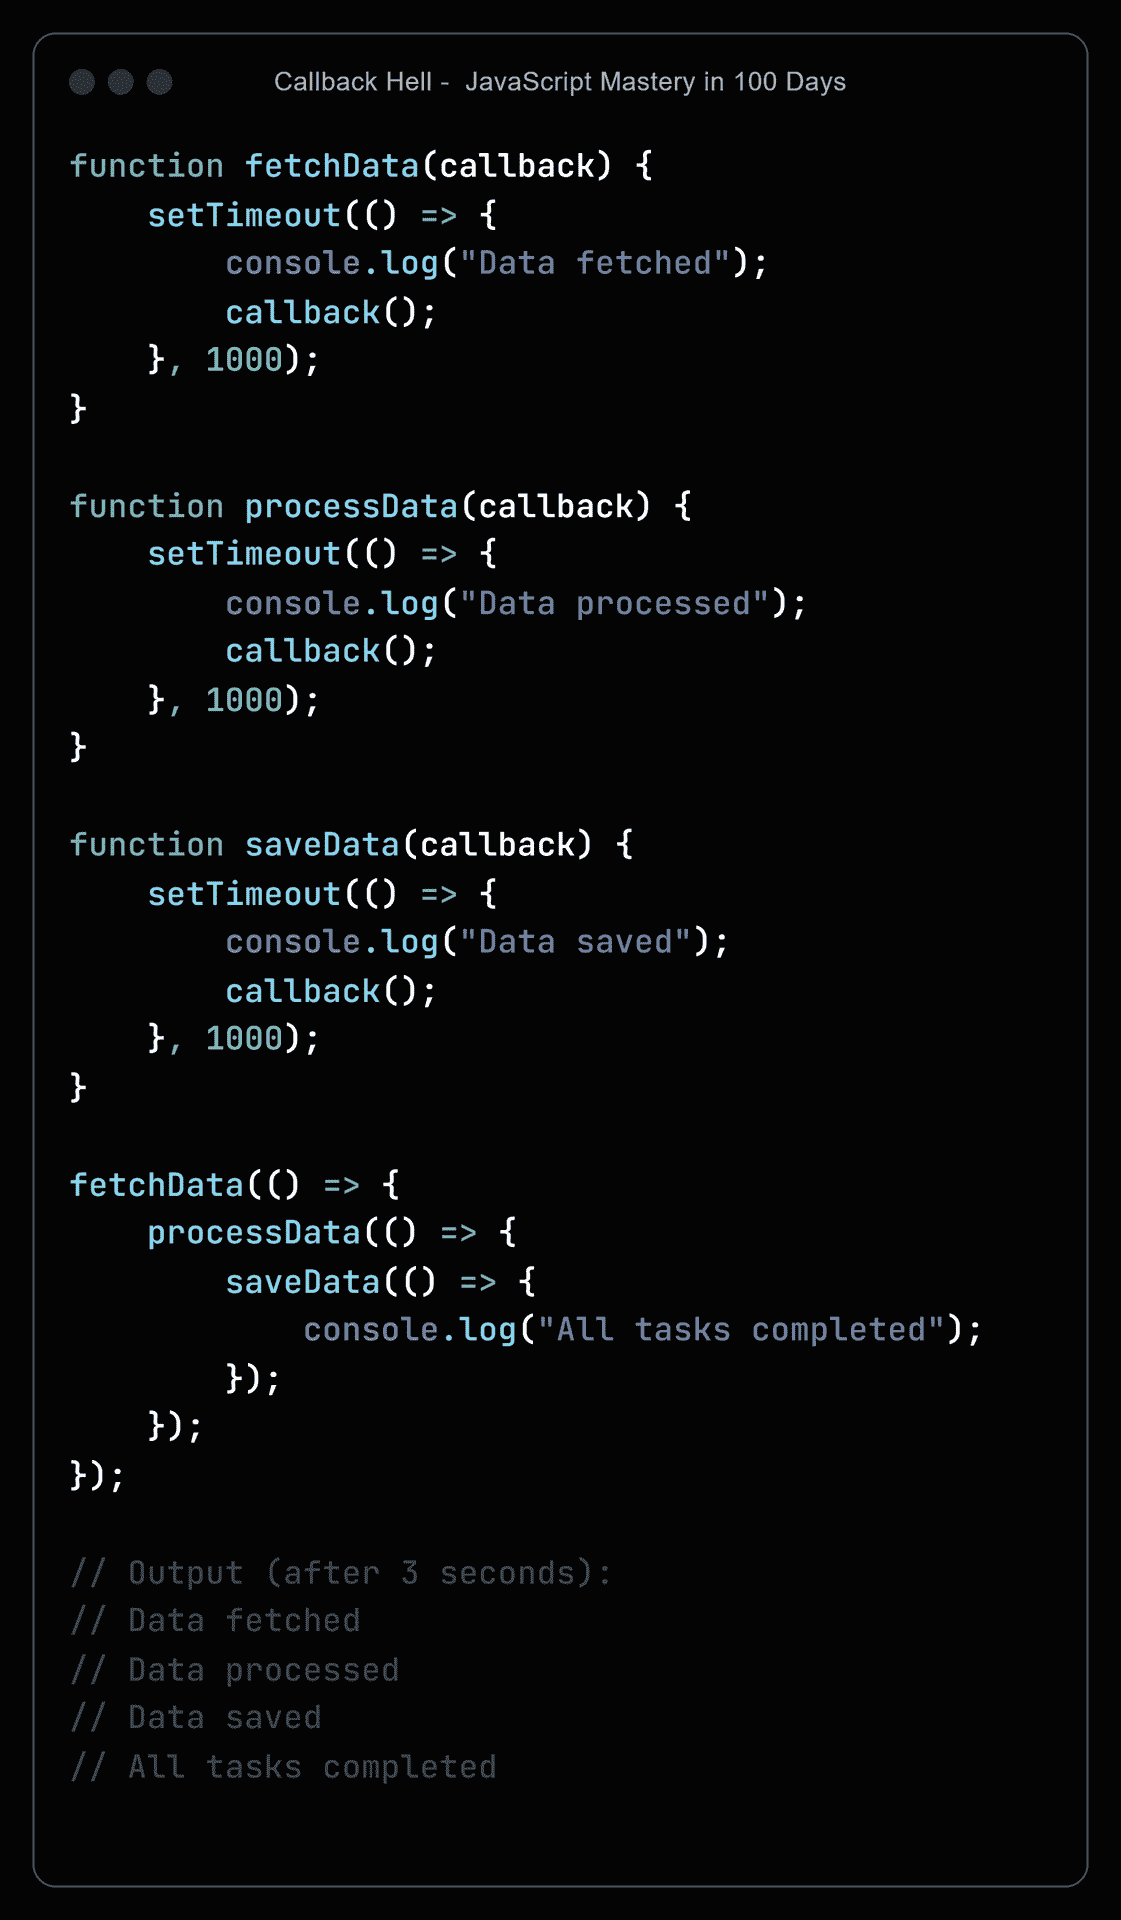 Callback Hell -  JavaScript Mastery in 100 Days
function fetchData(callback) {
    setTimeout(() => {
        console.log("Data fetched");
        callback();
    }, 1000);
}

function processData(callback) {
    setTimeout(() => {
        console.log("Data processed");
        callback();
    }, 1000);
}

function saveData(callback) {
    setTimeout(() => {
        console.log("Data saved");
        callback();
    }, 1000);
}

fetchData(() => {
    processData(() => {
        saveData(() => {
            console.log("All tasks completed");
        });
    });
});

// Output (after 3 seconds):
// Data fetched
// Data processed
// Data saved
// All tasks completed